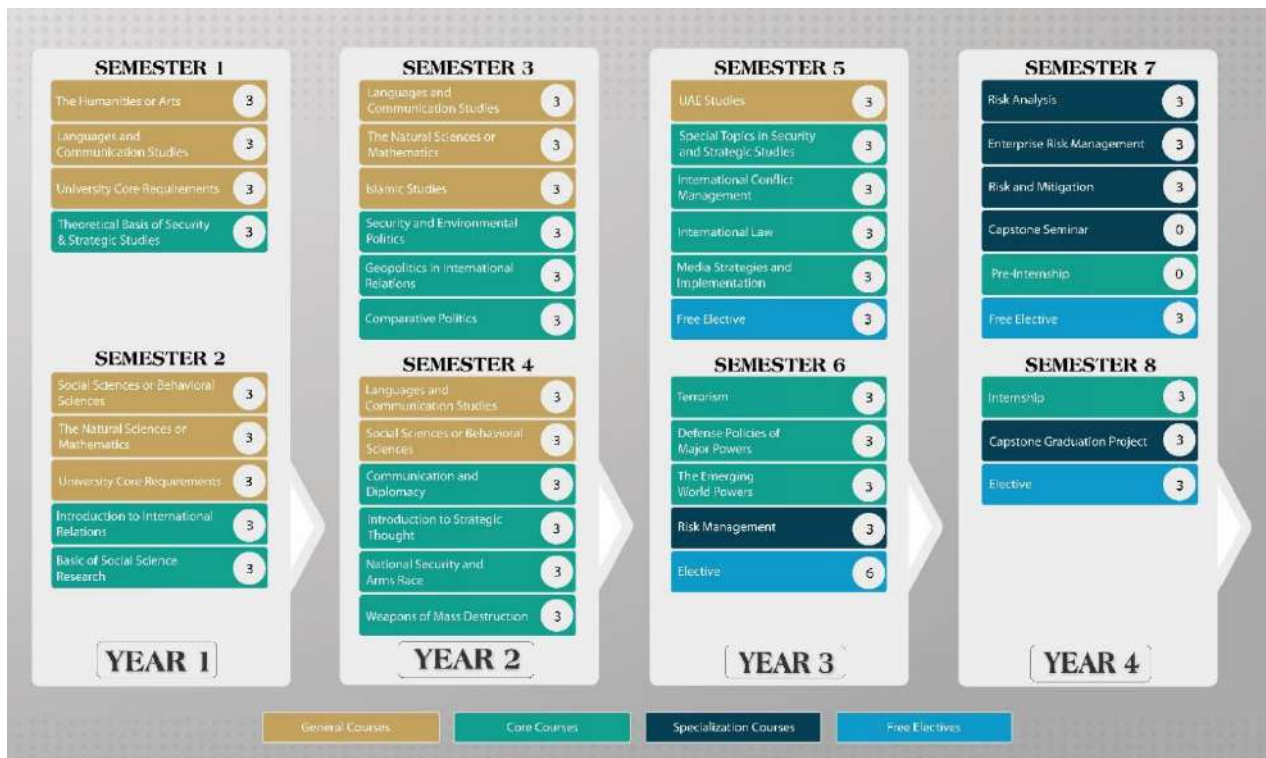 SEMESTER 1
The Humanities or Arts 3
Languages and
Communication Studies 3
University Core Requirements 3
Theoretical Basis of Security
& Strategic Studies 3
SEMESTER 2
Social Sciences or Behavioral
Sciences 3
The Natural Sciences or
Mathematics 3
University Core Requirements 3
Introduction to International
Relations 3
Basic of Social Science
Research 3
YEAR 1
SEMESTER 3
Languages and
Communication Studies 3
The Natural Sciences or
Mathematics 3
Islamic Studies 3
Security and Environmental
Politics 3
Geopolitics in International
Relations 3
Comparative Politics 3
SEMESTER 4
Languages and
Communication Studies 3
Social Sciences or Behavioral
Sciences 3
Communication and
Diplomacy 3
Introduction to Strategic
Thought 3
National Security and
Arms Race 3
Weapons of Mass Destruction 3
YEAR 2
SEMESTER 5
UAE Studies 3
Special Topics in Security
and Strategic Studies 3
International Conflict
Management 3
International Law 3
Media Strategies and
Implementation 3
Free Elective 3
SEMESTER 6
Terrorism 3
Defense Policies of
Major Powers 3
The Emerging
World Powers 3
Risk Management 3
Elective 6
YEAR 3
SEMESTER 7
Risk Analysis 3
Enterprise Risk Management 3
Risk and Mitigation 3
Capstone Seminar 0
Pre-Internship 0
Free Elective 3
SEMESTER 8
Internship 3
Capstone Graduation Project 3
Elective 3
YEAR 4
General Courses
Core Courses
Specialization Courses
Free Electives